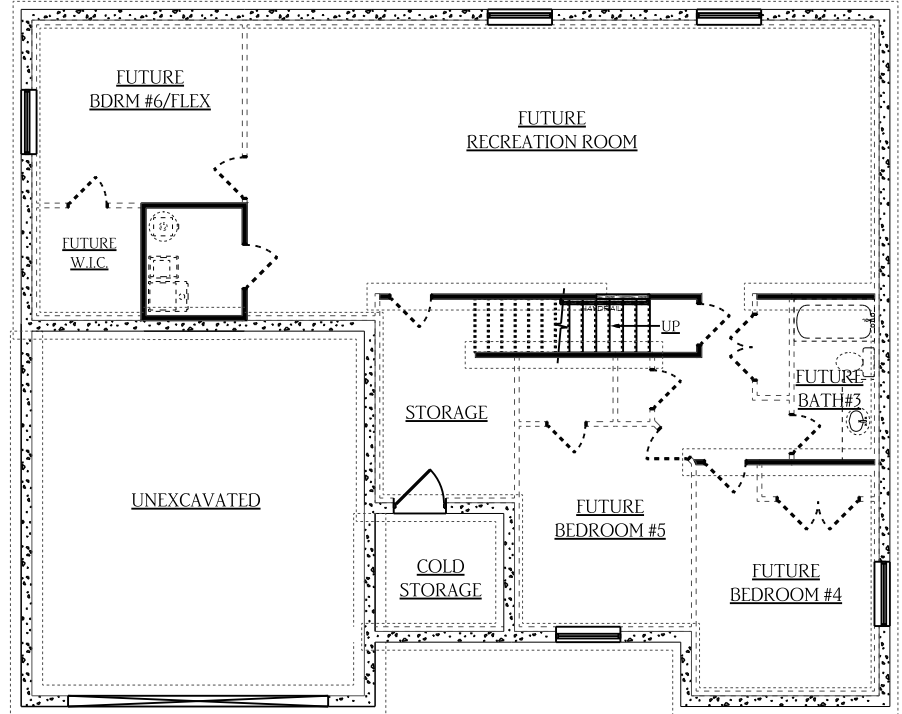 FUTURE
BDRM #6/FLEX
FUTURE
RECREATION ROOM
FUTURE
W.I.C.
UP
FUTURE
BATH#3
STORAGE
UNEXCAVATED
FUTURE
BEDROOM #5
COLD
STORAGE
FUTURE
BEDROOM #4